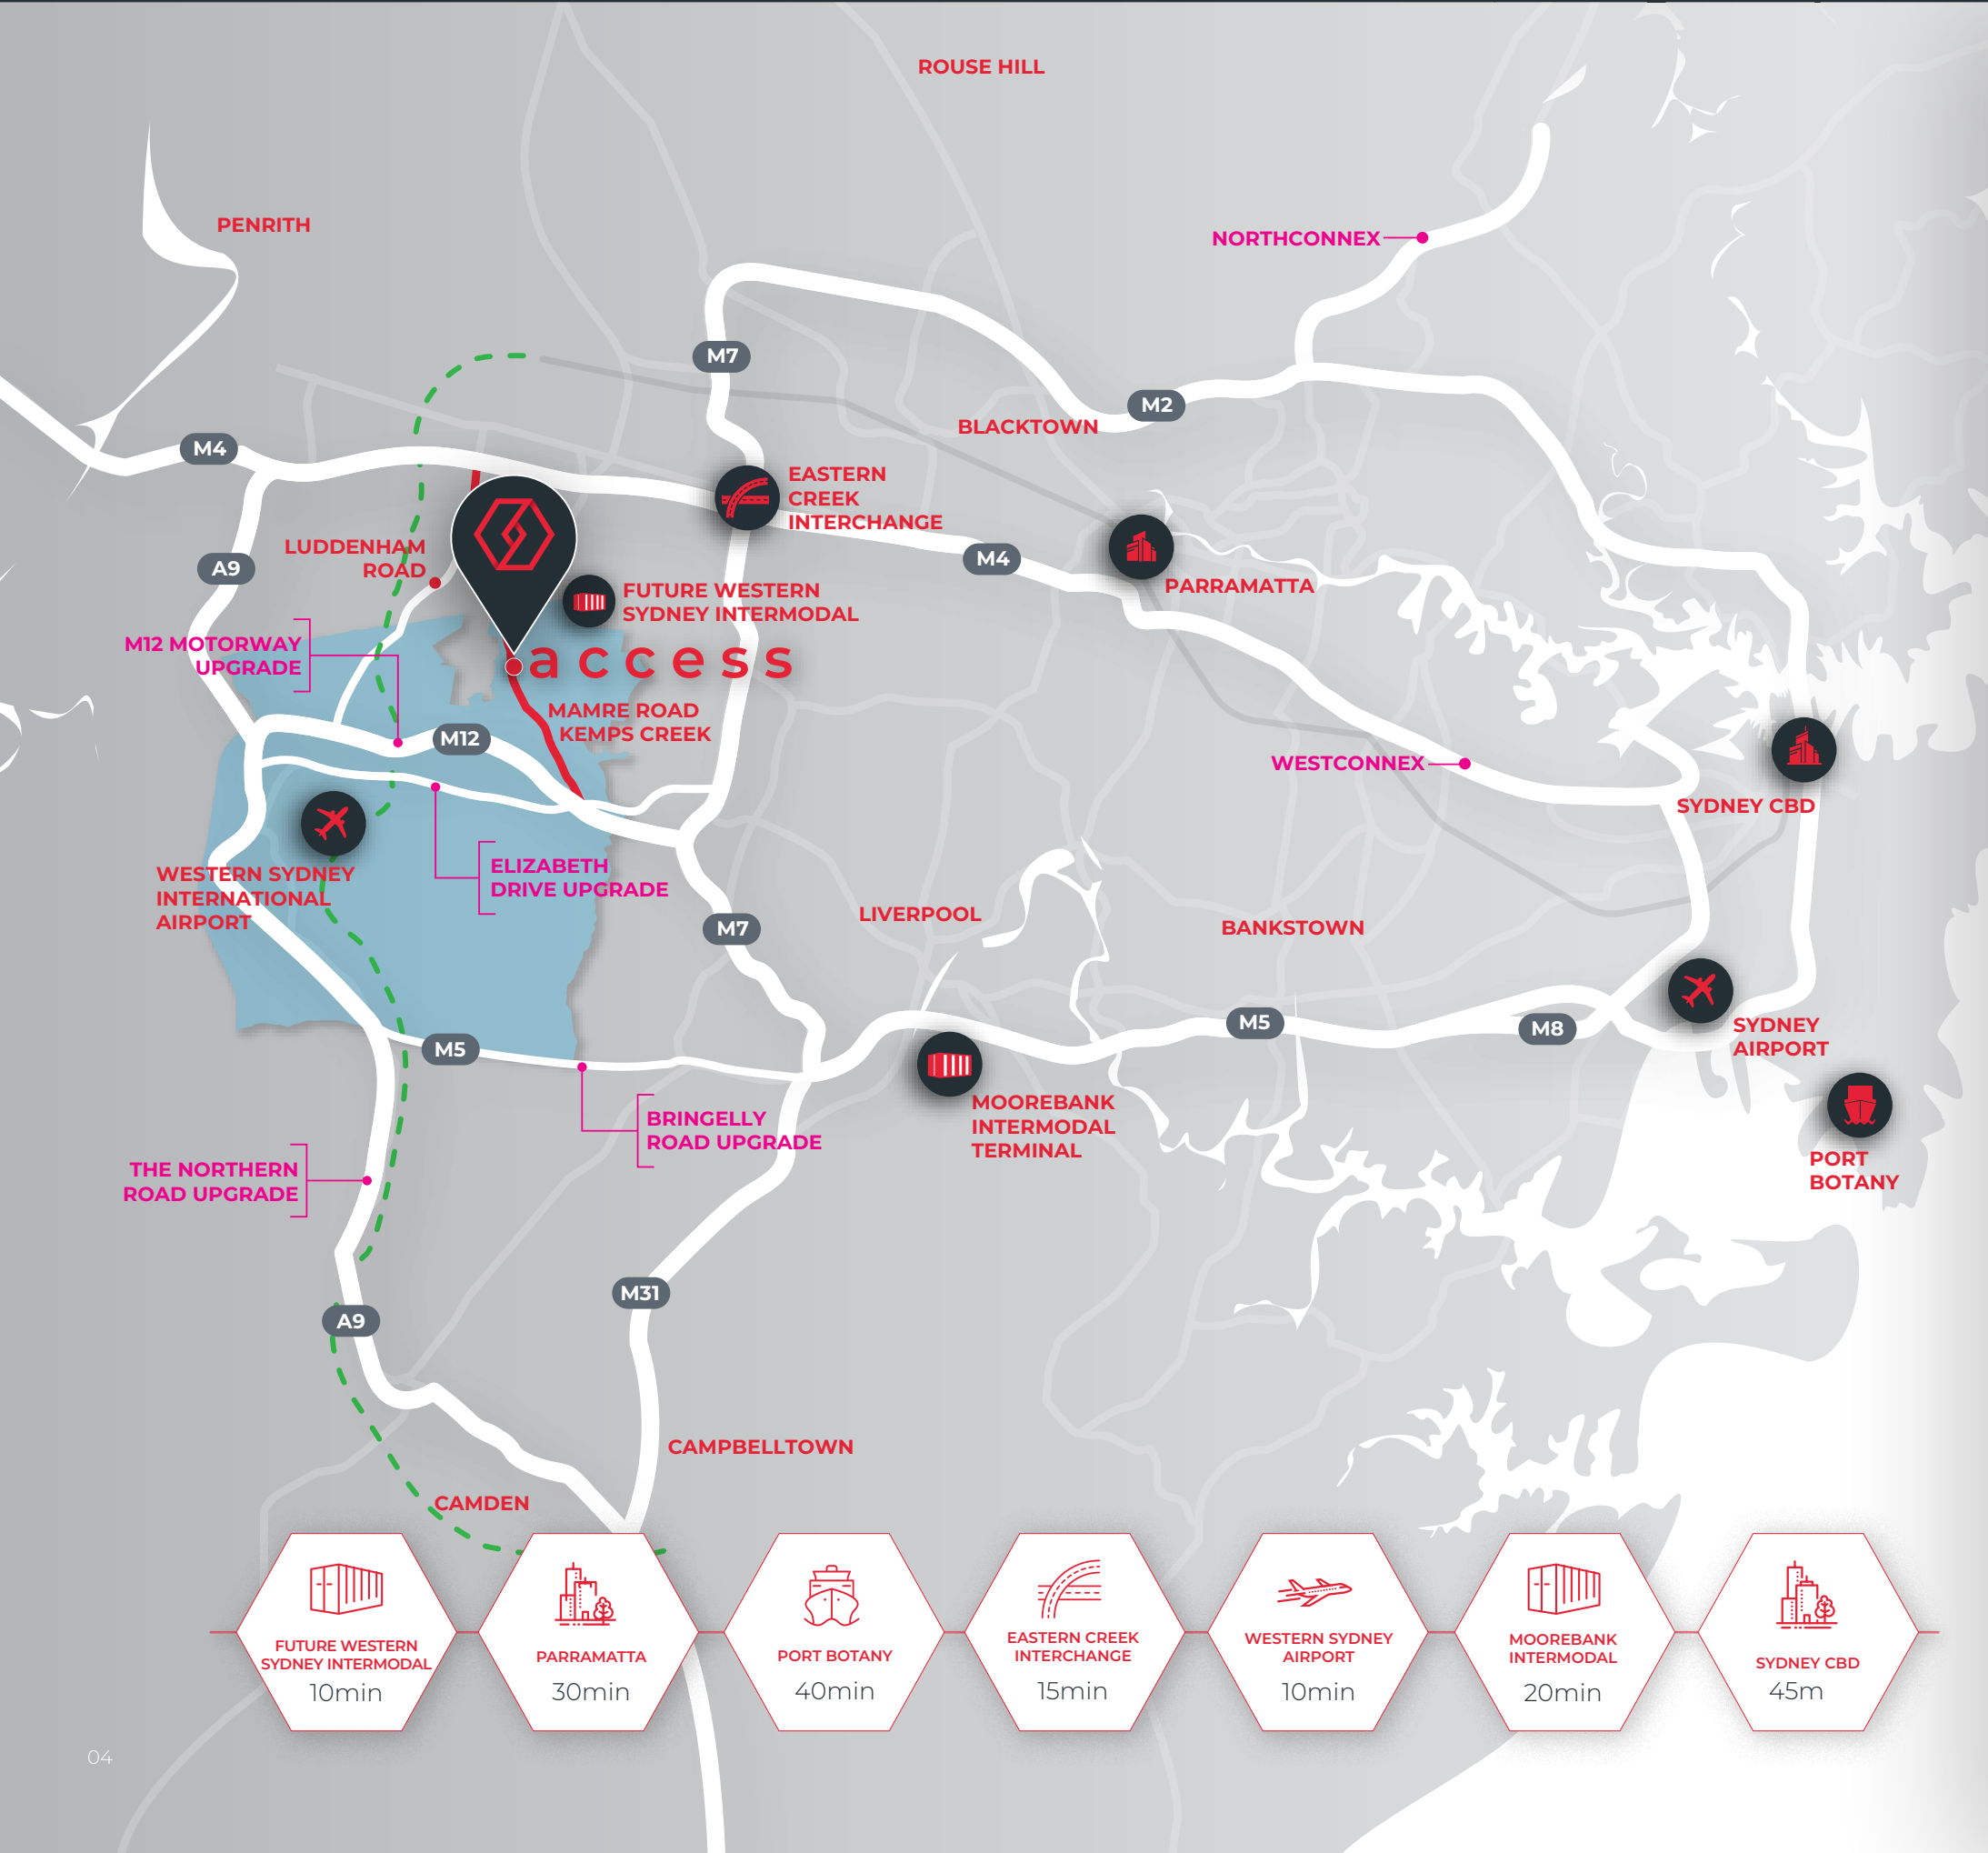 ROUSE HILL
PENRITH
NORTHCONNEX
M7
M2
BLACKTOWN
M4
EASTERN
CREEK
INTERCHANGE
LUDDENHAM
ROAD
A9
M4
PARRAMATTA
FUTURE WESTERN
SYDNEY INTERMODAL
M12 MOTORWAY
UPGRADE
access
MAMRE ROAD
KEMPS CREEK
M12
WESTCONNEX
SYDNEY CBD
WESTERN SYDNEY
INTERNATIONAL
AIRPORT
ELIZABETH
DRIVE UPGRADE
M7
LIVERPOOL
BANKSTOWN
M5
M8
SYDNEY
AIRPORT
M5
MOOREBANK
INTERMODAL
TERMINAL
BRINGELLY
ROAD UPGRADE
PORT
BOTANY
THE NORTHERN
ROAD UPGRADE
M31
A9
CAMPBELLTOWN
CAMDEN
FUTURE WESTERN
SYDNEY INTERMODAL
10min
PARRAMATTA
30min
PORT BOTANY
40min
EASTERN CREEK
INTERCHANGE
15min
WESTERN SYDNEY
AIRPORT
10min
MOOREBANK
INTERMODAL
20min
SYDNEY CBD
45m
04